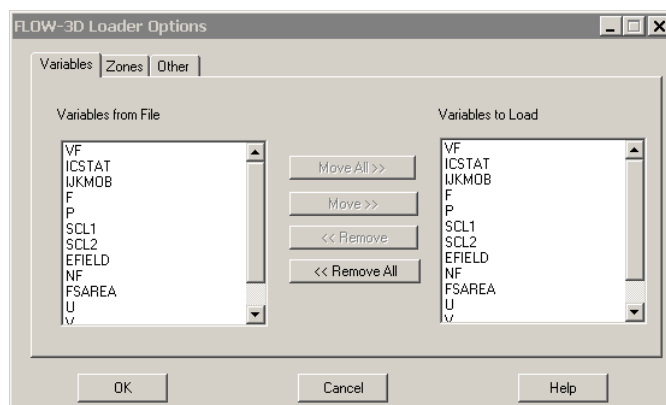 FLOW-3D Loader Options
Variables
Zones
Other
Variables from File
VF
ICSTAT
IJKMOB
F
P
SCL1
SCL2
EFIELD
NF
FSAREA
U
V
Move All >>
Move >>
<< Remove
<< Remove All
Variables to Load
VF
ICSTAT
IJKMOB
F
P
SCL1
SCL2
EFIELD
NF
FSAREA
U
V
OK
Cancel
Help